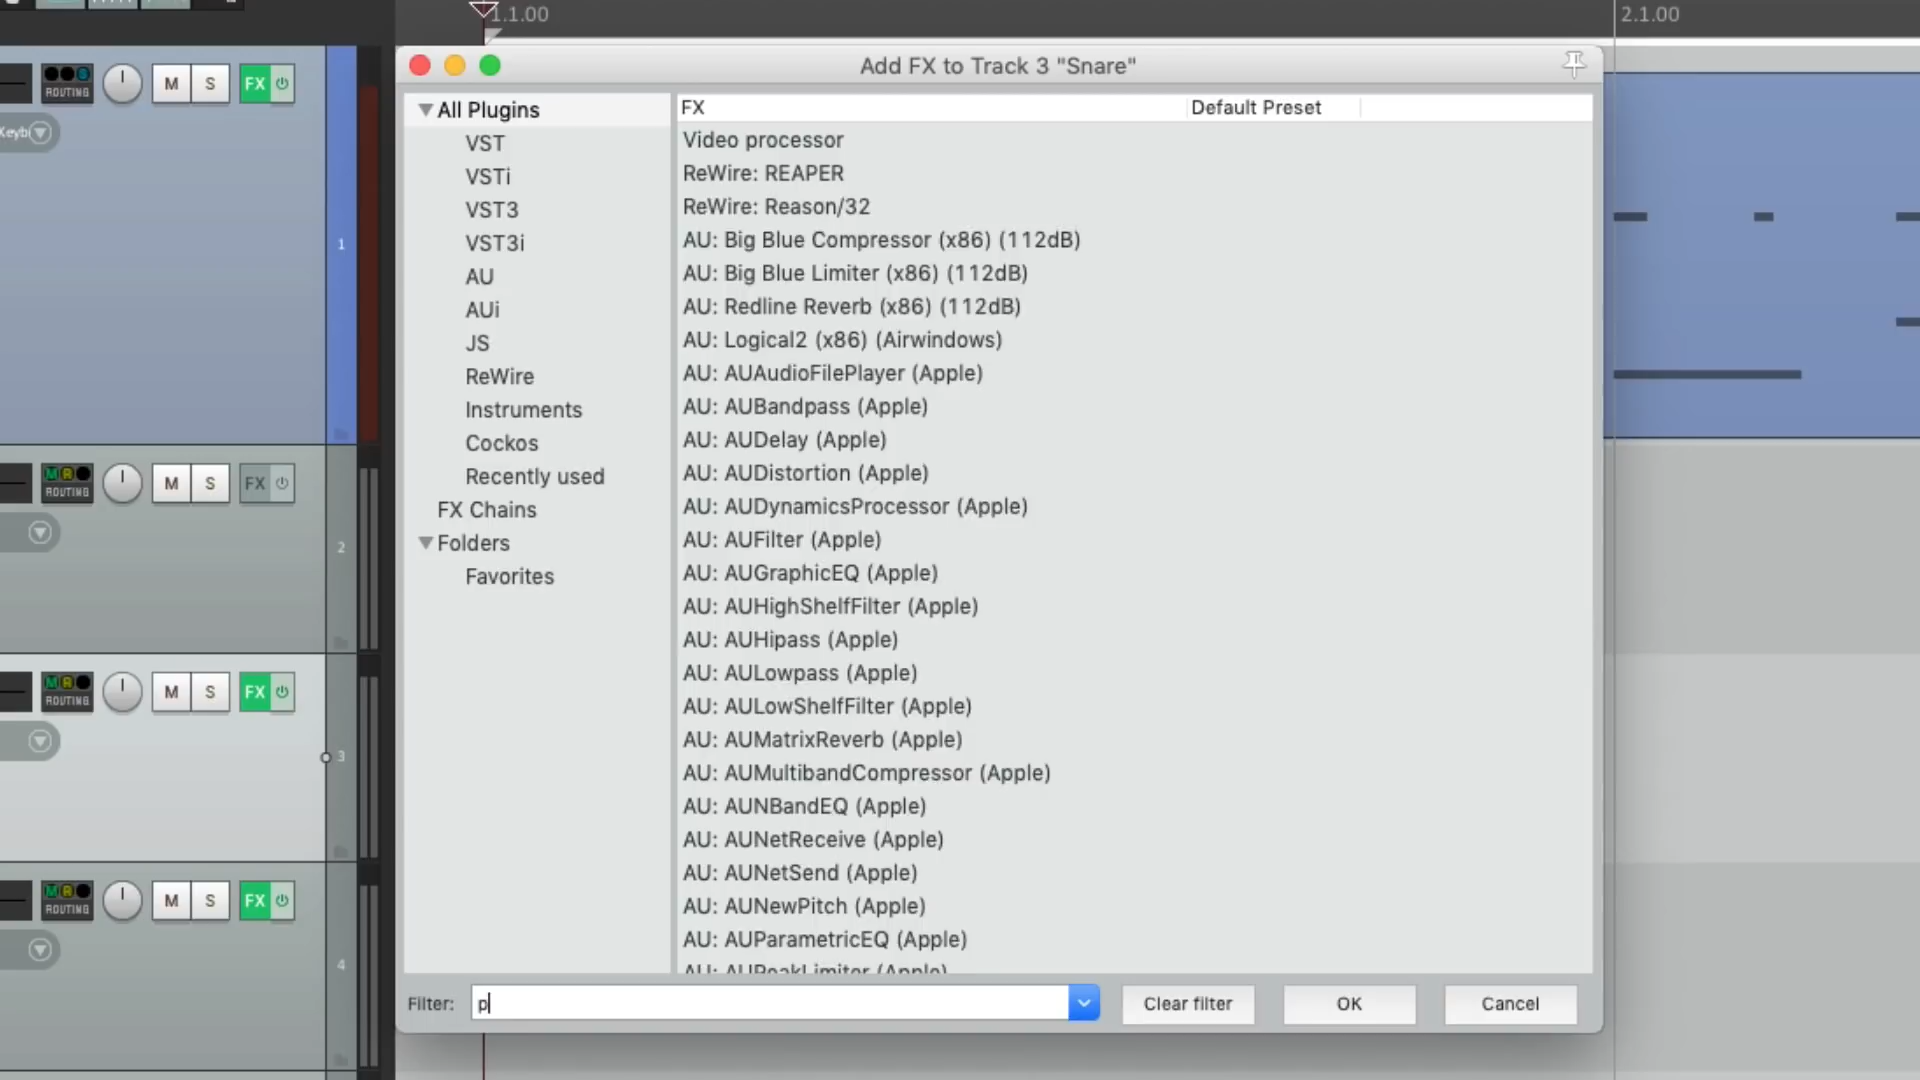 1.1.00
2.1.00
Add FX to Track 3 "Snare"
ROUTING
M
S
FX
Keyb
1
ROUTING
M
S
FX
2
ROUTING
M
S
FX
3
ROUTING
M
S
FX
4
All Plugins
VST
VSTi
VST3
VST3i
AU
AUi
JS
ReWire
Instruments
Cockos
Recently used
FX Chains
Folders
Favorites
FX
Default Preset
Video processor
ReWire: REAPER
ReWire: Reason/32
AU: Big Blue Compressor (x86) (112dB)
AU: Big Blue Limiter (x86) (112dB)
AU: Redline Reverb (x86) (112dB)
AU: Logical2 (x86) (Airwindows)
AU: AUAudioFilePlayer (Apple)
AU: AUBandpass (Apple)
AU: AUDelay (Apple)
AU: AUDistortion (Apple)
AU: AUDynamicsProcessor (Apple)
AU: AUFilter (Apple)
AU: AUGraphicEQ (Apple)
AU: AUHighShelfFilter (Apple)
AU: AUHipass (Apple)
AU: AULowpass (Apple)
AU: AULowShelfFilter (Apple)
AU: AUMatrixReverb (Apple)
AU: AUMultibandCompressor (Apple)
AU: AUNBandEQ (Apple)
AU: AUNetReceive (Apple)
AU: AUNetSend (Apple)
AU: AUNewPitch (Apple)
AU: AUParametricEQ (Apple)
AU: AUPeakLimiter (Apple)
Filter:
p
Clear filter
OK
Cancel